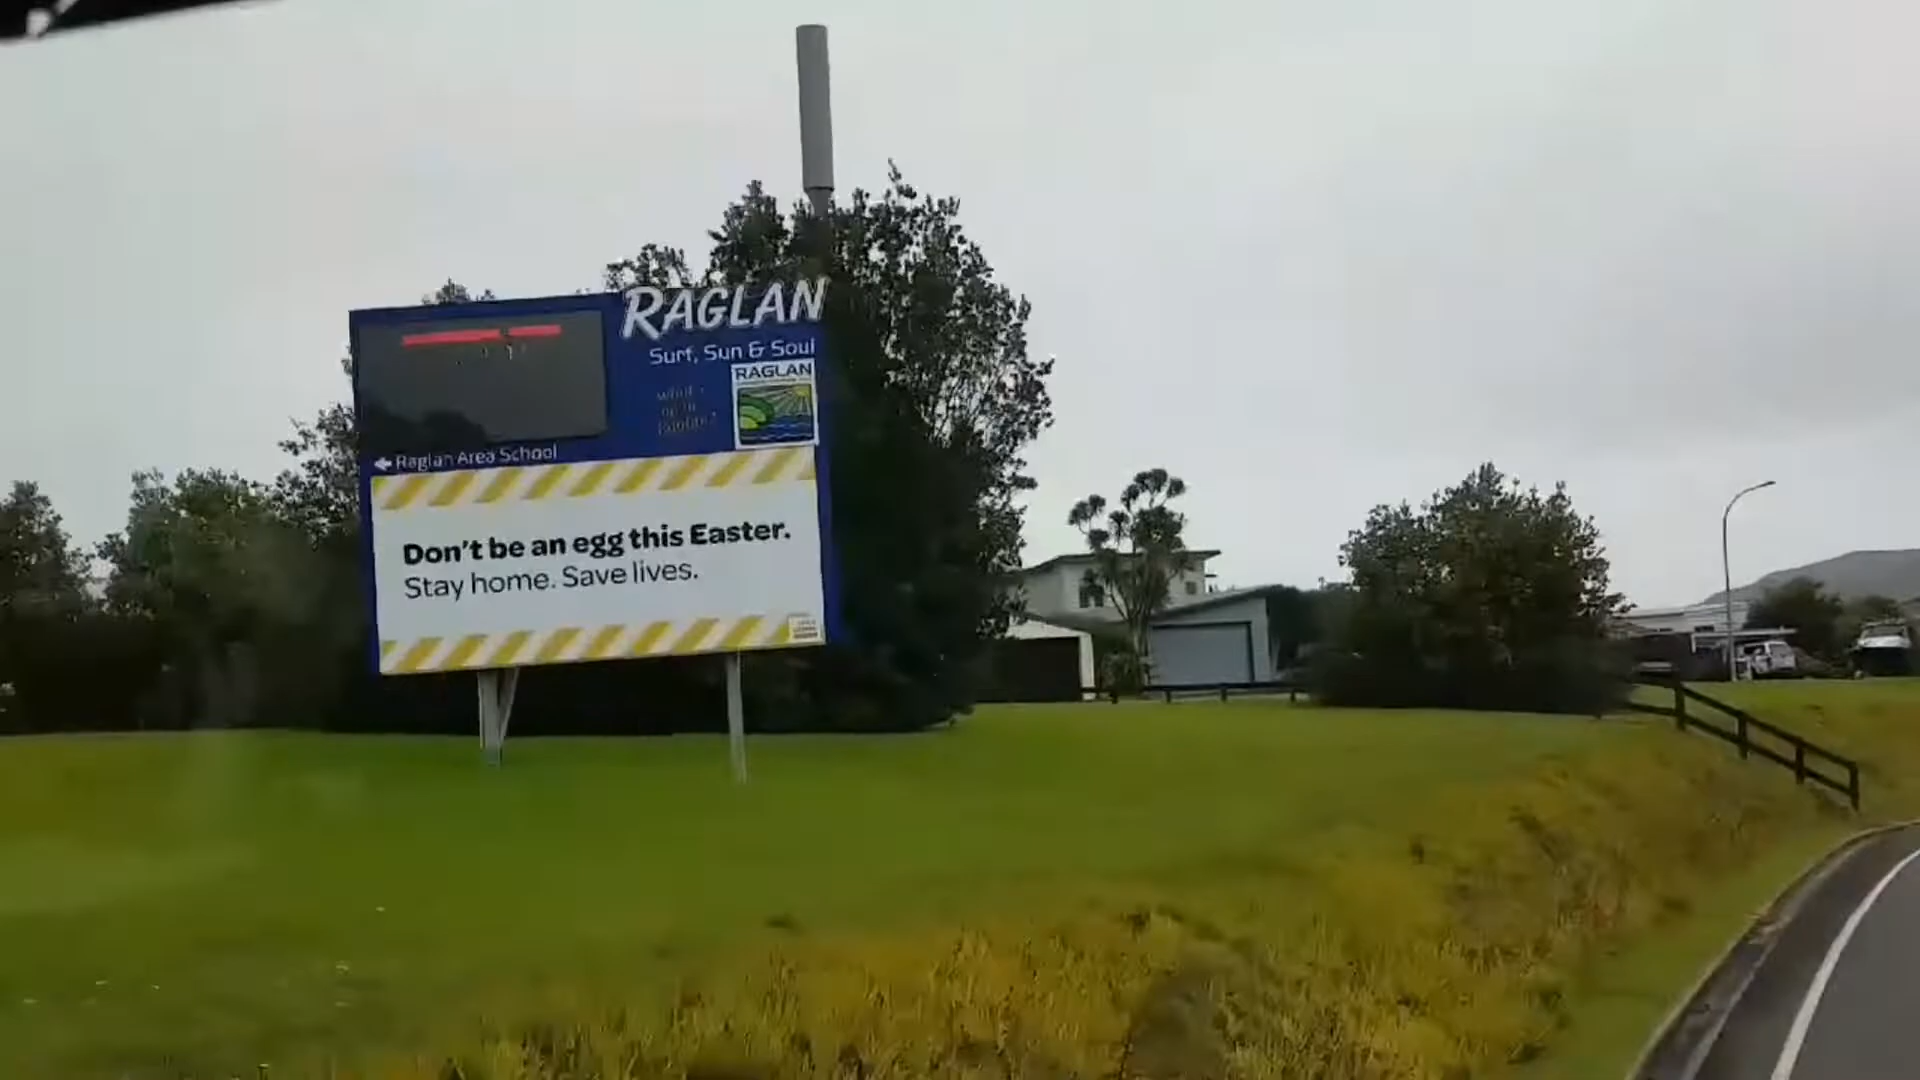 RAGLAN
Surf, Sun & Soul
RAGLAN
← Raglan Area School
Don't be an egg this Easter.
Stay home. Save lives.